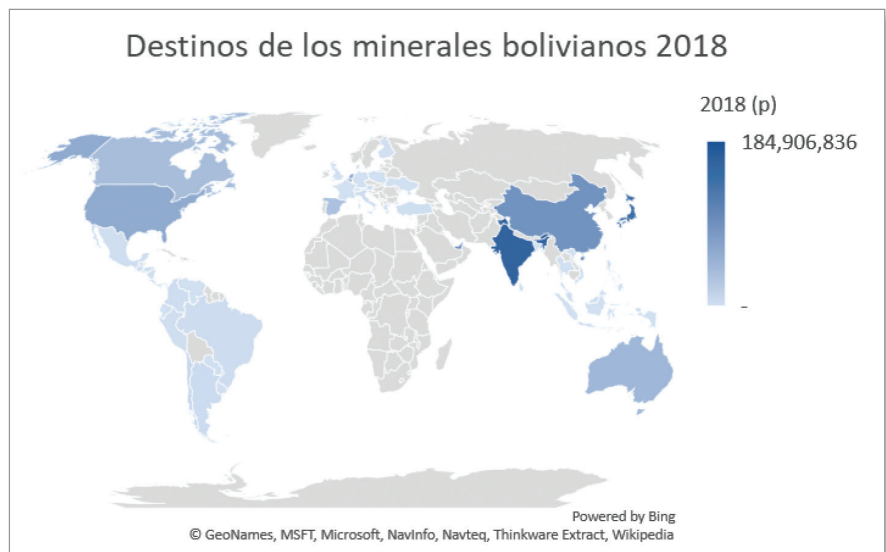 Destinos de los minerales bolivianos 2018
2018 (p)
184,906,836
-
Powered by Bing
© GeoNames, MSFT, Microsoft, NavInfo, Navteq, Thinkware Extract, Wikipedia